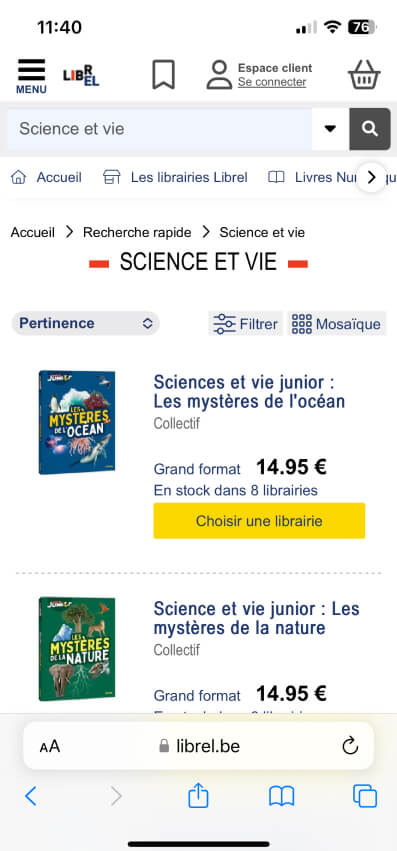 11:40
76
MENU
LIBREL
Espace client
Se connecter
Science et vie
Accueil
Les librairies Librel
Livres Nu
Accueil > Recherche rapide > Science et vie
SCIENCE ET VIE
Pertinence
Filtrer
Mosaïque
JUNIOR
LES
MYSTÈRES
DE L'OCÉAN
Sciences et vie junior :
Les mystères de l'océan
Collectif
Grand format 14.95 €
En stock dans 8 librairies
Choisir une librairie
JUNIOR
LES
MYSTÈRES
DE LA NATURE
Science et vie junior : Les
mystères de la nature
Collectif
Grand format 14.95 €
AA
librel.be